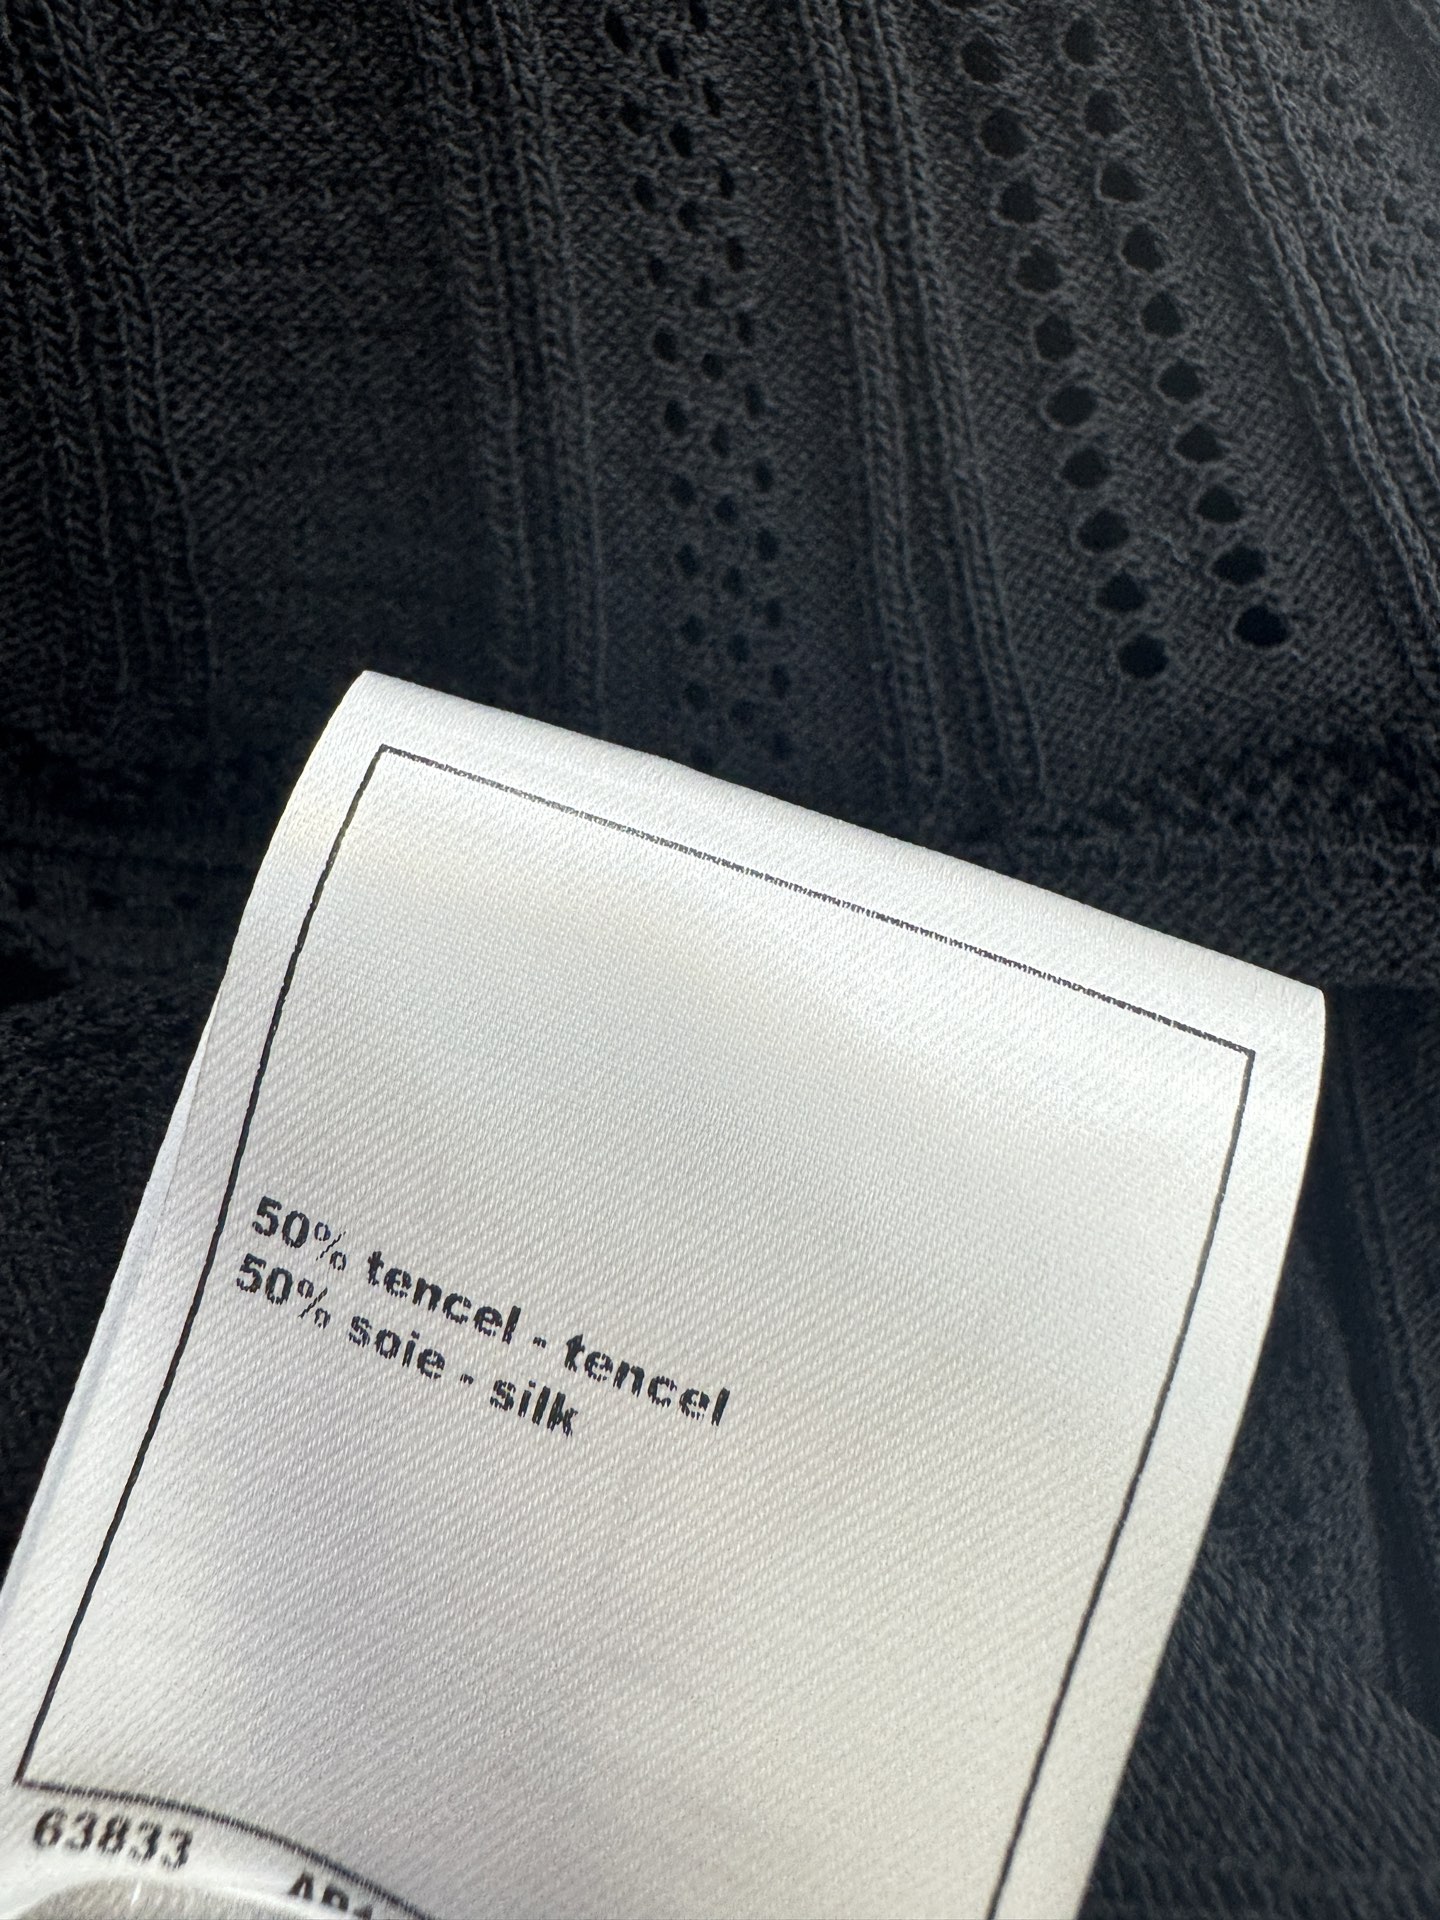 50% tencel - tencel
50% soie - silk
63833